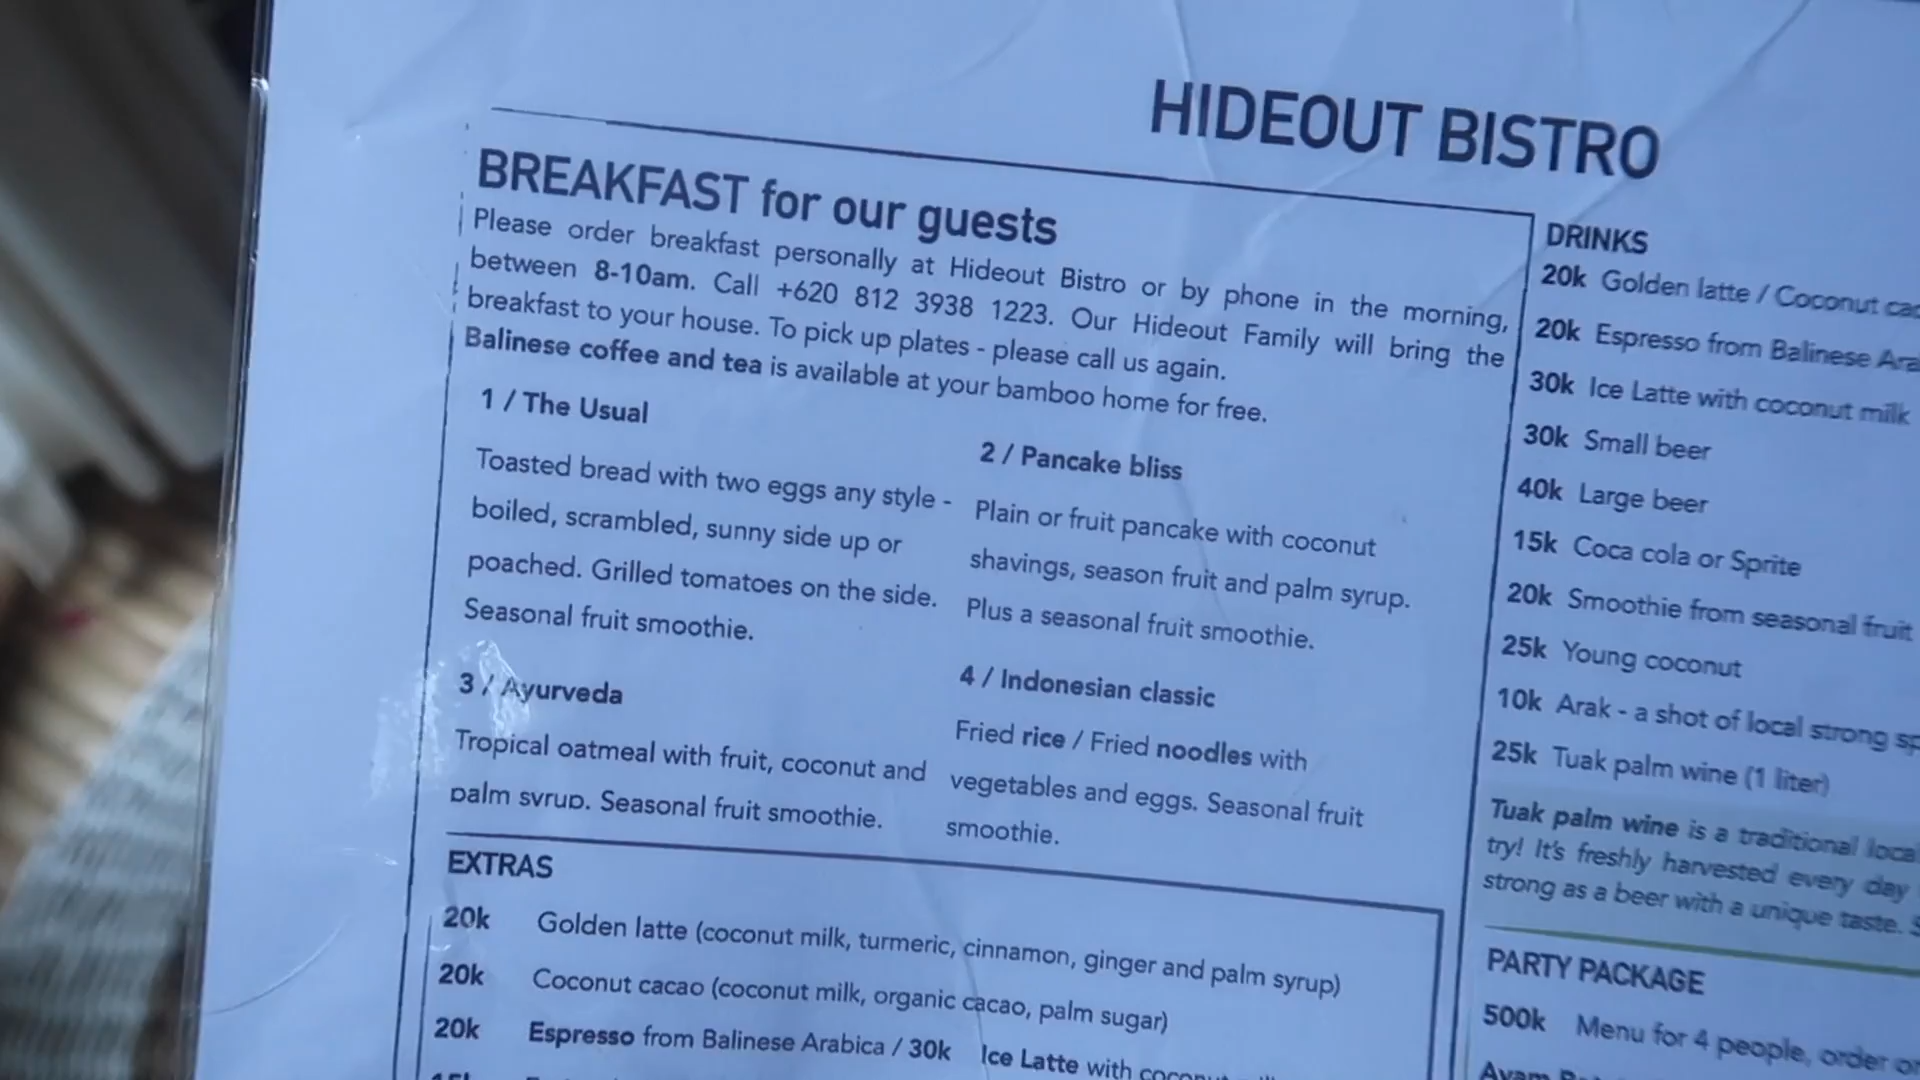 HIDEOUT BISTRO
BREAKFAST for our guests
Please order breakfast personally at Hideout Bistro or by phone in the morning,
between 8-10am. Call +620 812 3938 1223. Our Hideout Family will bring the
breakfast to your house. To pick up plates - please call us again.
Balinese coffee and tea is available at your bamboo home for free.
1 / The Usual
Toasted bread with two eggs any style -
boiled, scrambled, sunny side up or
poached. Grilled tomatoes on the side.
Seasonal fruit smoothie.
2 / Pancake bliss
Plain or fruit pancake with coconut
shavings, season fruit and palm syrup.
Plus a seasonal fruit smoothie.
3 / Ayurveda
Tropical oatmeal with fruit, coconut and
palm syrup. Seasonal fruit smoothie.
4 / Indonesian classic
Fried rice / Fried noodles with
vegetables and eggs. Seasonal fruit
smoothie.
EXTRAS
20k Golden latte (coconut milk, turmeric, cinnamon, ginger and palm syrup)
20k Coconut cacao (coconut milk, organic cacao, palm sugar)
20k Espresso from Balinese Arabica / 30k Ice Latte with
DRINKS
20k Golden latte / Coconut
20k Espresso from Balinese
30k Ice Latte with coconut milk
30k Small beer
40k Large beer
15k Coca cola or Sprite
20k Smoothie from seasonal fruit
25k Young coconut
10k Arak - a shot of local strong
25k Tuak palm wine (1 liter)
Tuak palm wine is a traditional
try! It's freshly harvested every day
strong as a beer with a unique taste.
PARTY PACKAGE
500k Menu for 4 people, order